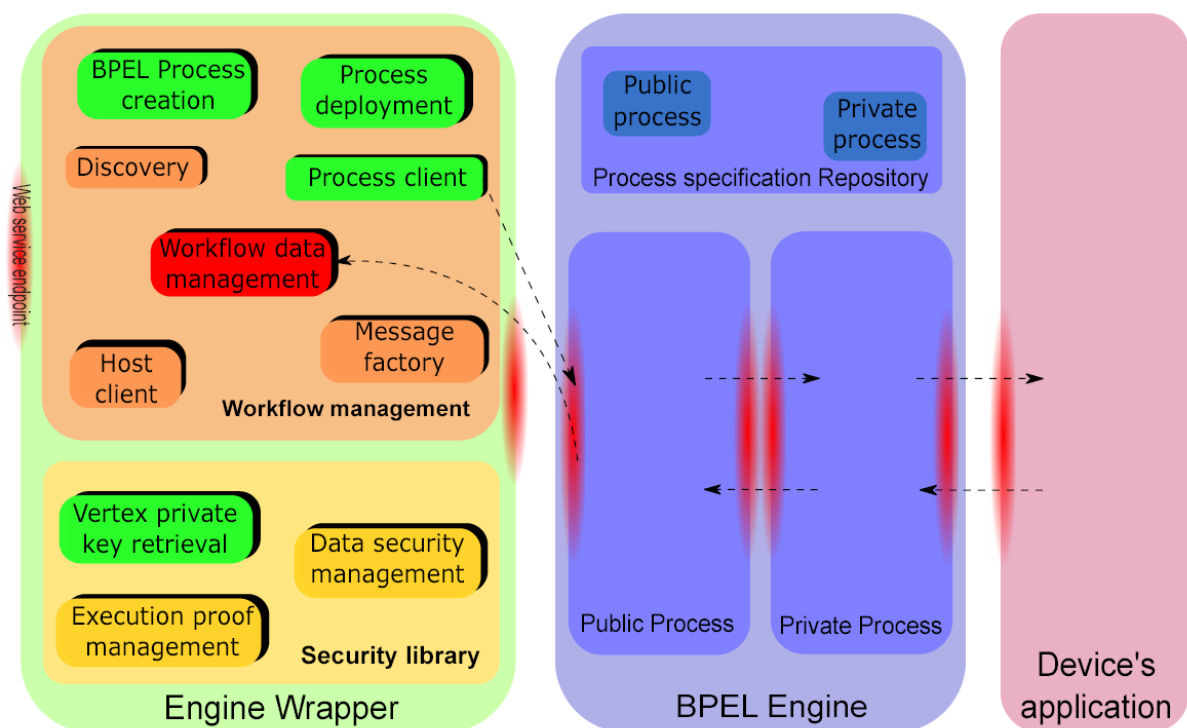 BPEL Process
creation
Process
deployment
Discovery
Process client
Web service endpoint
Workflow data
management
Message
factory
Host
client
Workflow management
Vertex private
key retrieval
Data security
management
Execution proof
management
Security library
Engine Wrapper
Public
process
Private
process
Process specification Repository
Public Process
Private Process
BPEL Engine
Device's
application